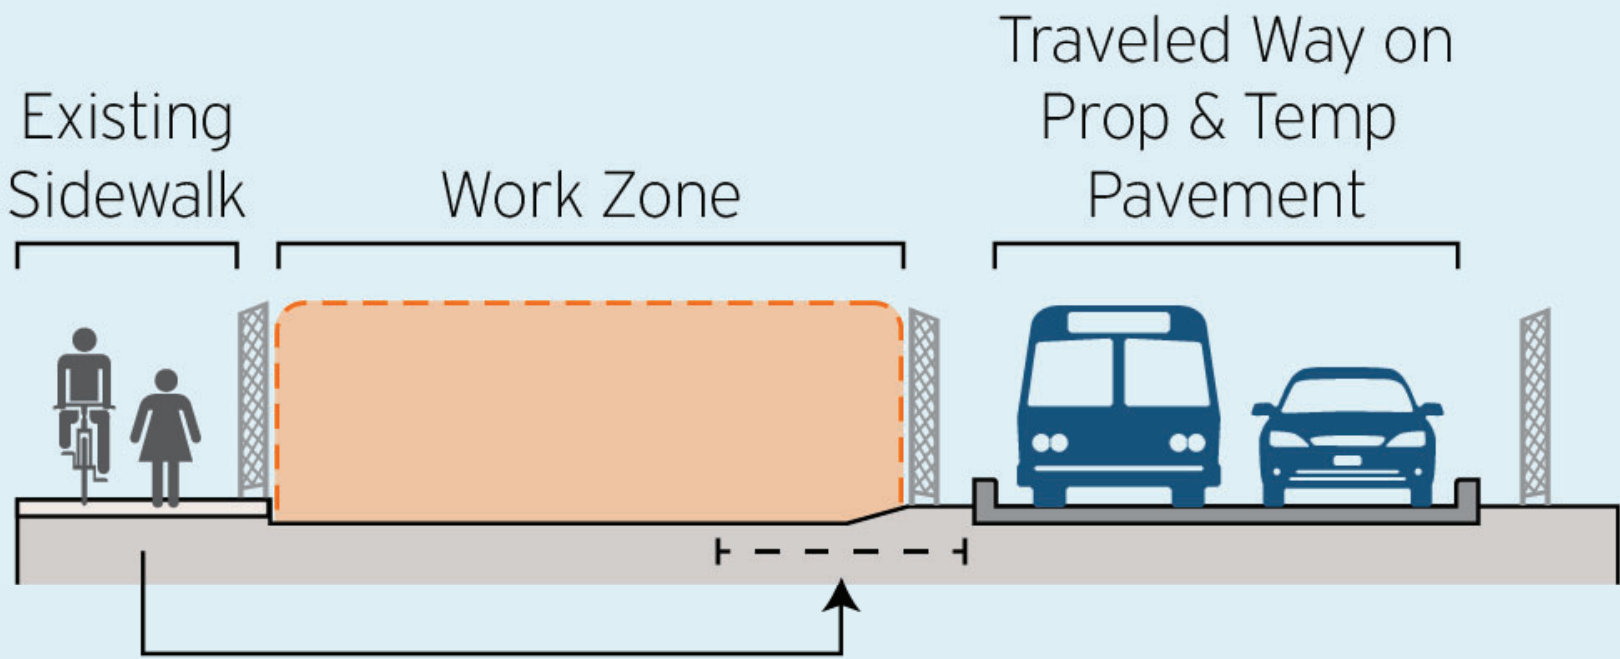 Existing
Sidewalk
Work Zone
Traveled Way on
Prop & Temp
Pavement